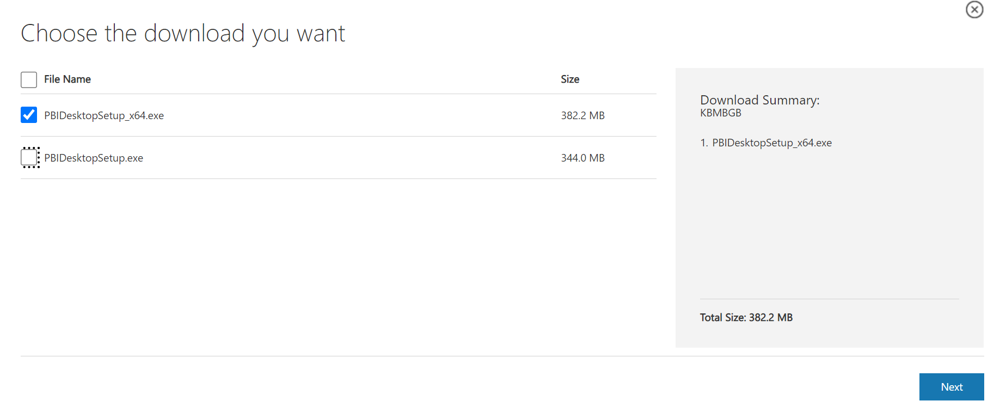 Choose the download you want
File Name Size
PBIDesktopSetup_x64.exe 382.2 MB
PBIDesktopSetup.exe 344.0 MB
Download Summary:
KBMBGB
1. PBIDesktopSetup_x64.exe
Total Size: 382.2 MB
Next